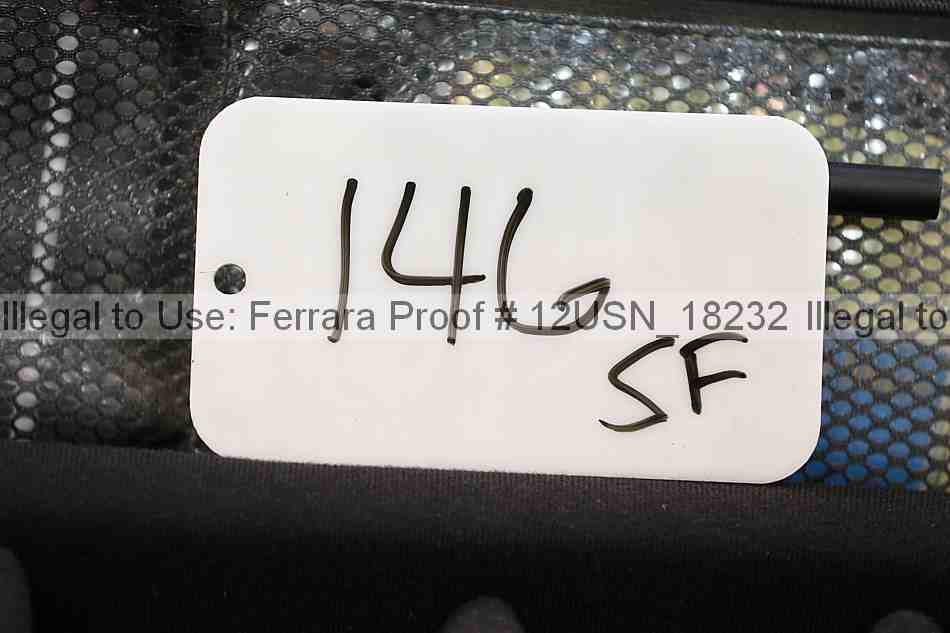 146
Illegal to Use: Ferrara Proof # 12USN_18232 Illegal to
SF